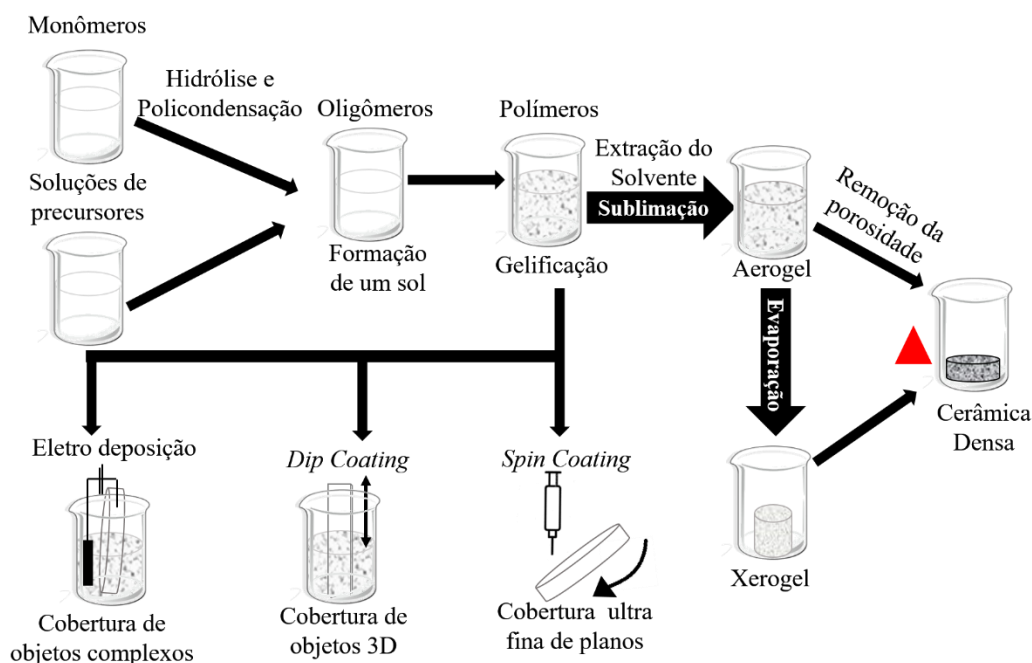 Monômeros
Hidrólise e
Policondensação
Oligômeros
Polímeros
Extração do
Solvente
Sublimação
Remoção da
porosidade
Soluções de
precursores
Formação
de um sol
Gelificação
Aerogel
Evaporação
Cerâmica
Densa
Eletro deposição
Dip Coating
Spin Coating
Xerogel
Cobertura de
objetos complexos
Cobertura de
objetos 3D
Cobertura ultra
fina de planos